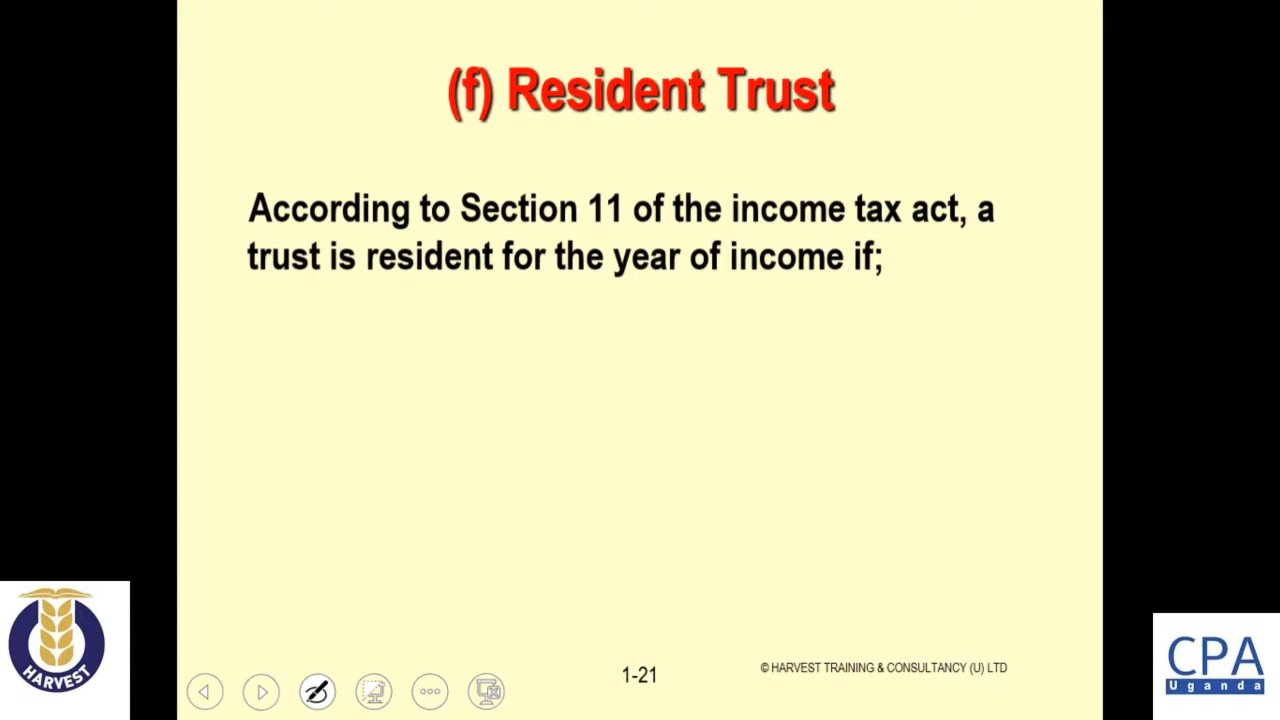 (f) Resident Trust
According to Section 11 of the income tax act, a
trust is resident for the year of income if;
HARVEST
1-21
© HARVEST TRAINING & CONSULTANCY (U) LTD
CPA
Uganda